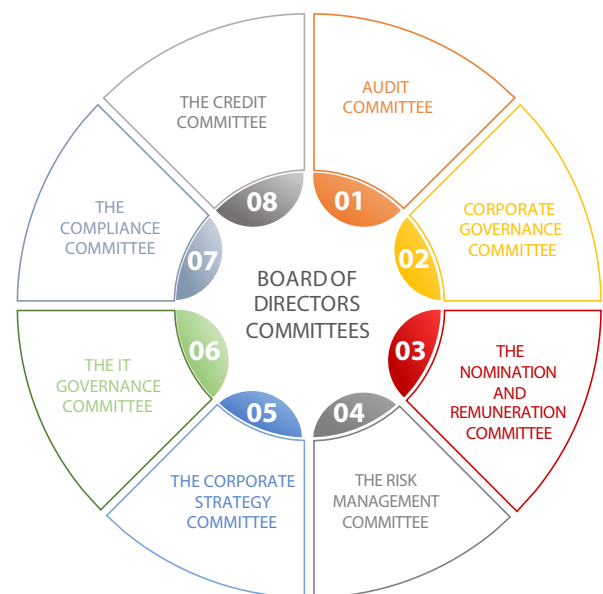 BOARD OF
DIRECTORS
COMMITTEES
01
AUDIT
COMMITTEE
02
CORPORATE
GOVERNANCE
COMMITTEE
03
THE
NOMINATION
AND
REMUNERATION
COMMITTEE
04
THE RISK
MANAGEMENT
COMMITTEE
05
THE CORPORATE
STRATEGY
COMMITTEE
06
THE IT
GOVERNANCE
COMMITTEE
07
THE
COMPLIANCE
COMMITTEE
08
THE CREDIT
COMMITTEE